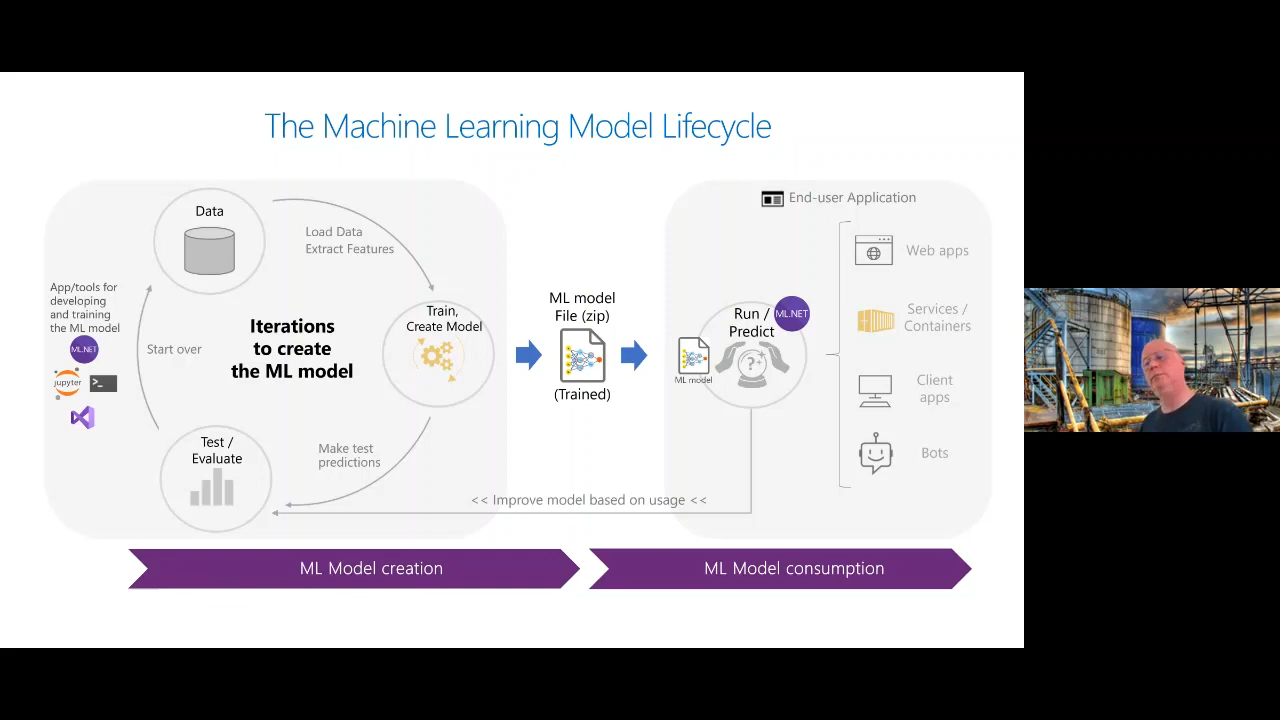 The Machine Learning Model Lifecycle
Data
Load Data
Extract Features
App/tools for
developing
and training
the ML model
ML.NET
jupyter
>_
Start over
Iterations
to create
the ML model
Train,
Create Model
Test /
Evaluate
Make test
predictions
ML model
File (zip)
(Trained)
<< Improve model based on usage <<
End-user Application
Run /
Predict
ML.NET
?
ML model
Web apps
Services /
Containers
Client
apps
Bots
ML Model creation
ML Model consumption